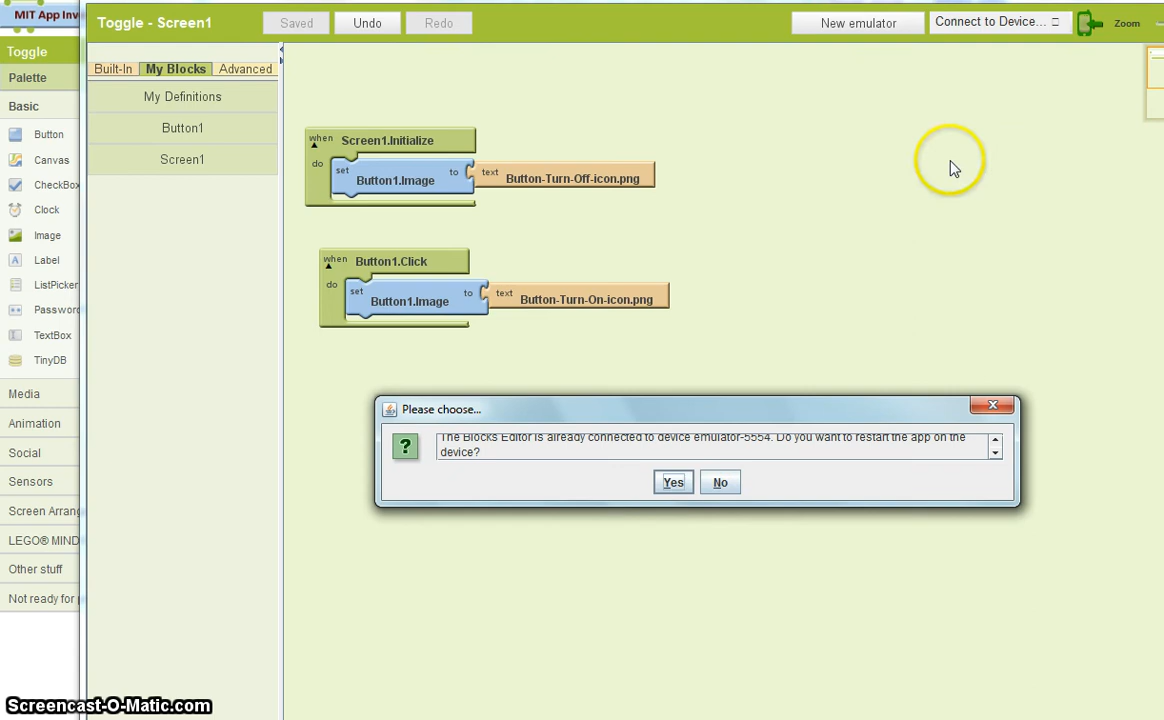 MIT App Inv
Toggle - Screen1
Saved
Undo
Redo
New emulator
Connect to Device...
Zoom
Toggle
Palette
Basic
Button
Canvas
CheckBox
Clock
Image
Label
ListPicker
Passwor
TextBox
TinyDB
Media
Animation
Social
Sensors
Screen Arrang
LEGO® MIND
Other stuff
Not ready for p
Built-In
My Blocks
Advanced
My Definitions
Button1
Screen1
when Screen1.Initialize
do set Button1.Image to text Button-Turn-Off-icon.png
when Button1.Click
do set Button1.Image to text Button-Turn-On-icon.png
Please choose...
The Blocks Editor is already connected to device emulator-5554. Do you want to restart the app on the
device?
Yes
No
Screencast-O-Matic.com